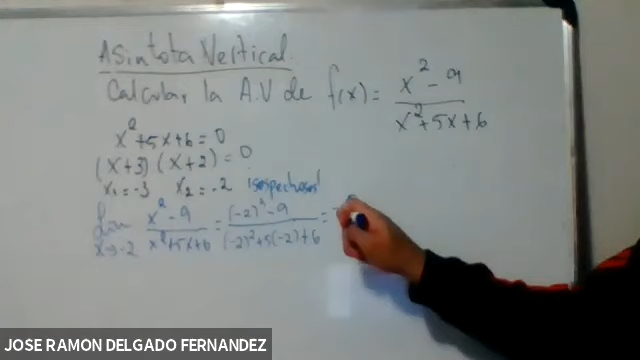 Asintota Vertical
Calcular la A.V de f(x) = x² - 9 / x² + 5x + 6
x² + 5x + 6 = 0
(x+3) (x+2) = 0
x₁ = -3 x₂ = -2 ¡sospechosos!
Lim x→-2 x² - 9 / x² + 5x + 6 = (-2)² - 9 / (-2)² + 5(-2) + 6 =
JOSE RAMON DELGADO FERNANDEZ